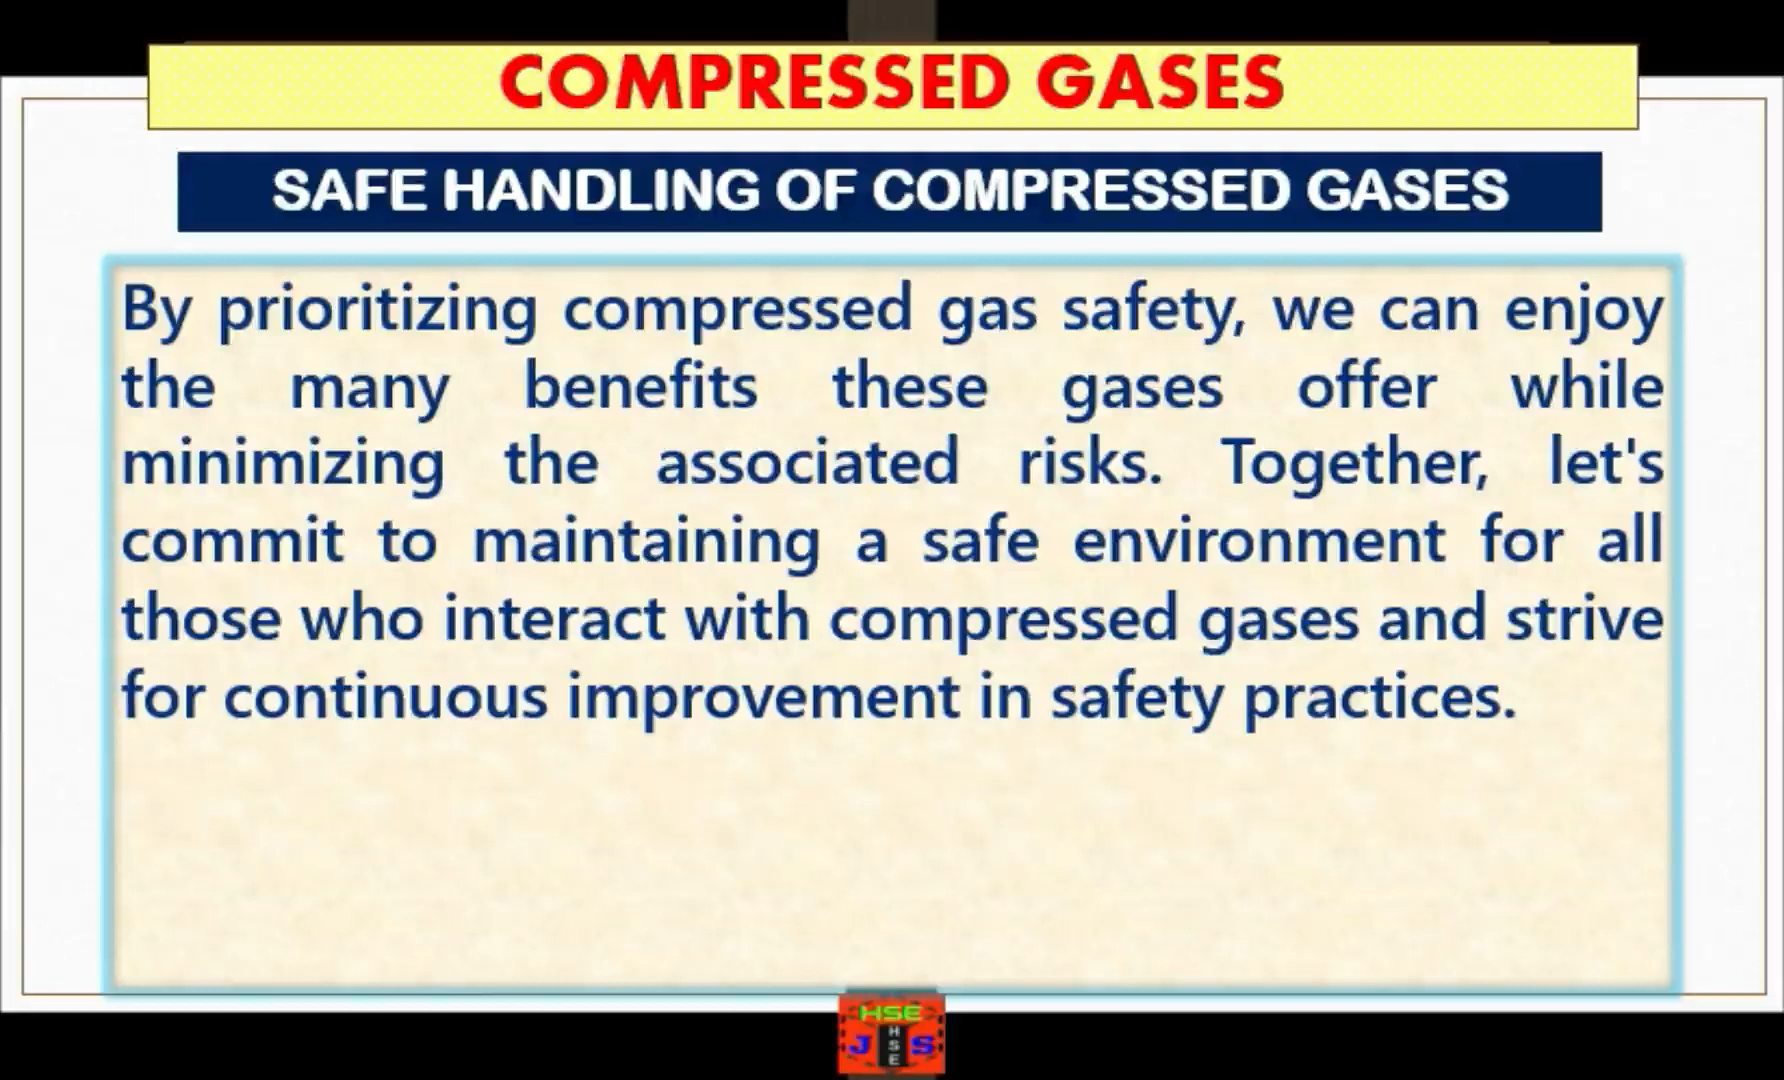 COMPRESSED GASES
SAFE HANDLING OF COMPRESSED GASES
By prioritizing compressed gas safety, we can enjoy
the many benefits these gases offer while
minimizing the associated risks. Together, let's
commit to maintaining a safe environment for all
those who interact with compressed gases and strive
for continuous improvement in safety practices.
HSE
J HSE S